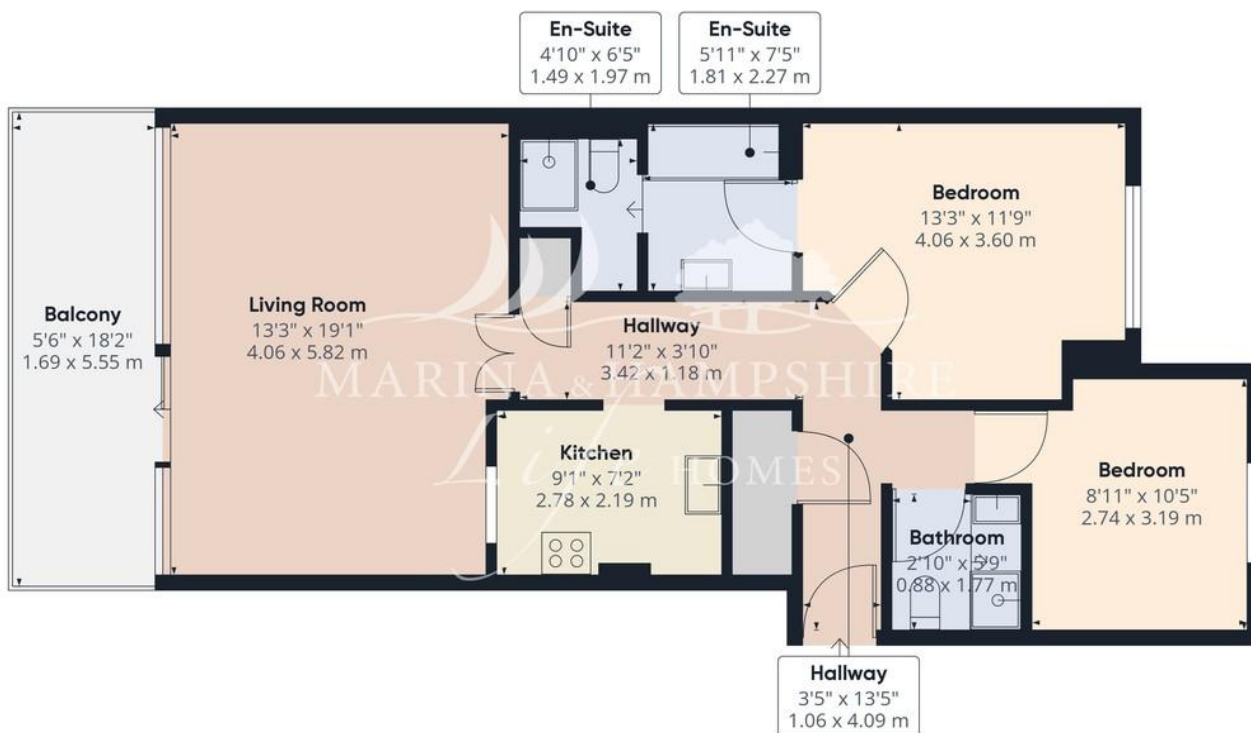 En-Suite
4'10" x 6'5"
1.49 x 1.97 m
En-Suite
5'11" x 7'5"
1.81 x 2.27 m
Bedroom
13'3" x 11'9"
4.06 x 3.60 m
Balcony
5'6" x 18'2"
1.69 x 5.55 m
Living Room
13'3" x 19'1"
4.06 x 5.82 m
Hallway
11'2" x 3'10"
3.42 x 1.18 m
MARINA & HAMPSHIRE
Life HOMES
Kitchen
9'1" x 7'2"
2.78 x 2.19 m
Bedroom
8'11" x 10'5"
2.74 x 3.19 m
Bathroom
2'10" x 5'9"
0.88 x 1.77 m
Hallway
3'5" x 13'5"
1.06 x 4.09 m